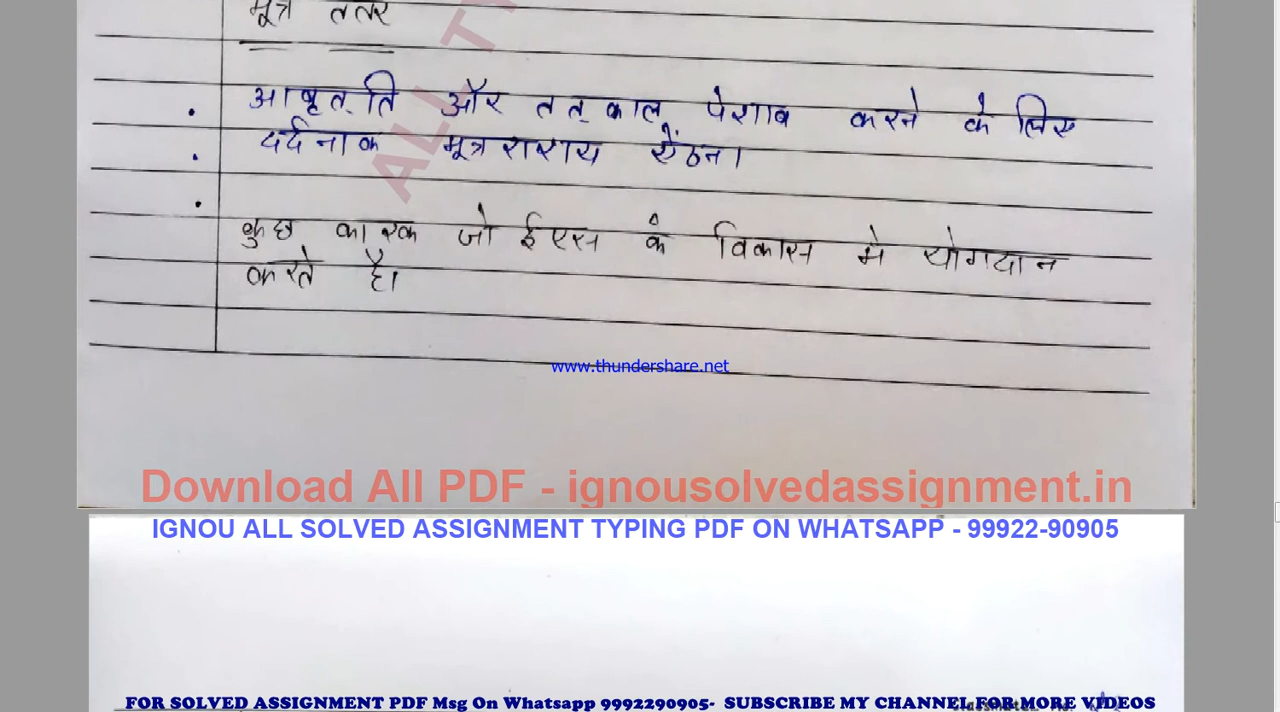 मूत्र
आवृत्ति और तत्काल पेशाब करने के लिए
दर्दनाक मूत्राशय ऐंठन।
कुछ कारक जो ईएस के विकास मे योगदान
करते है।
www.thundershare.net
Download All PDF - ignousolvedassignment.in
IGNOU ALL SOLVED ASSIGNMENT TYPING PDF ON WHATSAPP - 99922-90905
FOR SOLVED ASSIGNMENT PDF Msg On Whatsapp 9992290905- SUBSCRIBE MY CHANNEL FOR MORE VIDEOS